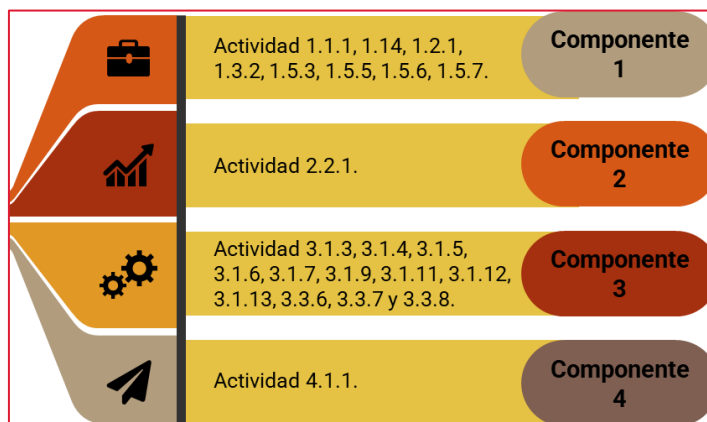 Actividad 1.1.1, 1.14, 1.2.1,
1.3.2, 1.5.3, 1.5.5, 1.5.6, 1.5.7.
Componente
1
Actividad 2.2.1.
Componente
2
Actividad 3.1.3, 3.1.4, 3.1.5,
3.1.6, 3.1.7, 3.1.9, 3.1.11, 3.1.12,
3.1.13, 3.3.6, 3.3.7 y 3.3.8.
Componente
3
Actividad 4.1.1.
Componente
4